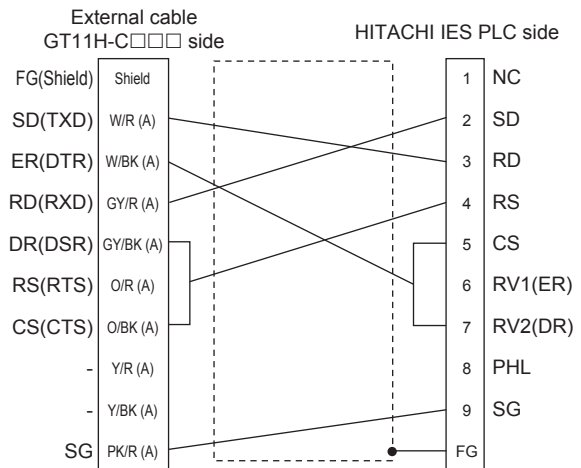 External cable
GT11H-C□□□ side
HITACHI IES PLC side
FG(Shield) Shield 1 NC
SD(TXD) W/R (A) 2 SD
ER(DTR) W/BK (A) 3 RD
RD(RXD) GY/R (A) 4 RS
DR(DSR) GY/BK (A) 5 CS
RS(RTS) O/R (A) 6 RV1(ER)
CS(CTS) O/BK (A) 7 RV2(DR)
- Y/R (A) 8 PHL
- Y/BK (A) 9 SG
SG PK/R (A) FG